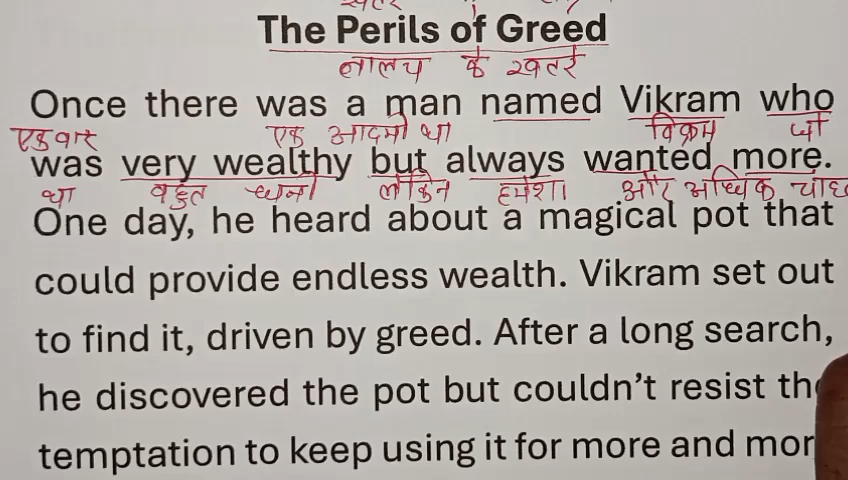 The Perils of Greed
लालच के खतरे
Once there was a man named Vikram who
एकबार एक आदमी था विक्रम जो
was very wealthy but always wanted more.
था बहुत धनी लेकिन हमेशा और अधिक
One day, he heard about a magical pot that
could provide endless wealth. Vikram set out
to find it, driven by greed. After a long search,
he discovered the pot but couldn't resist
temptation to keep using it for more and